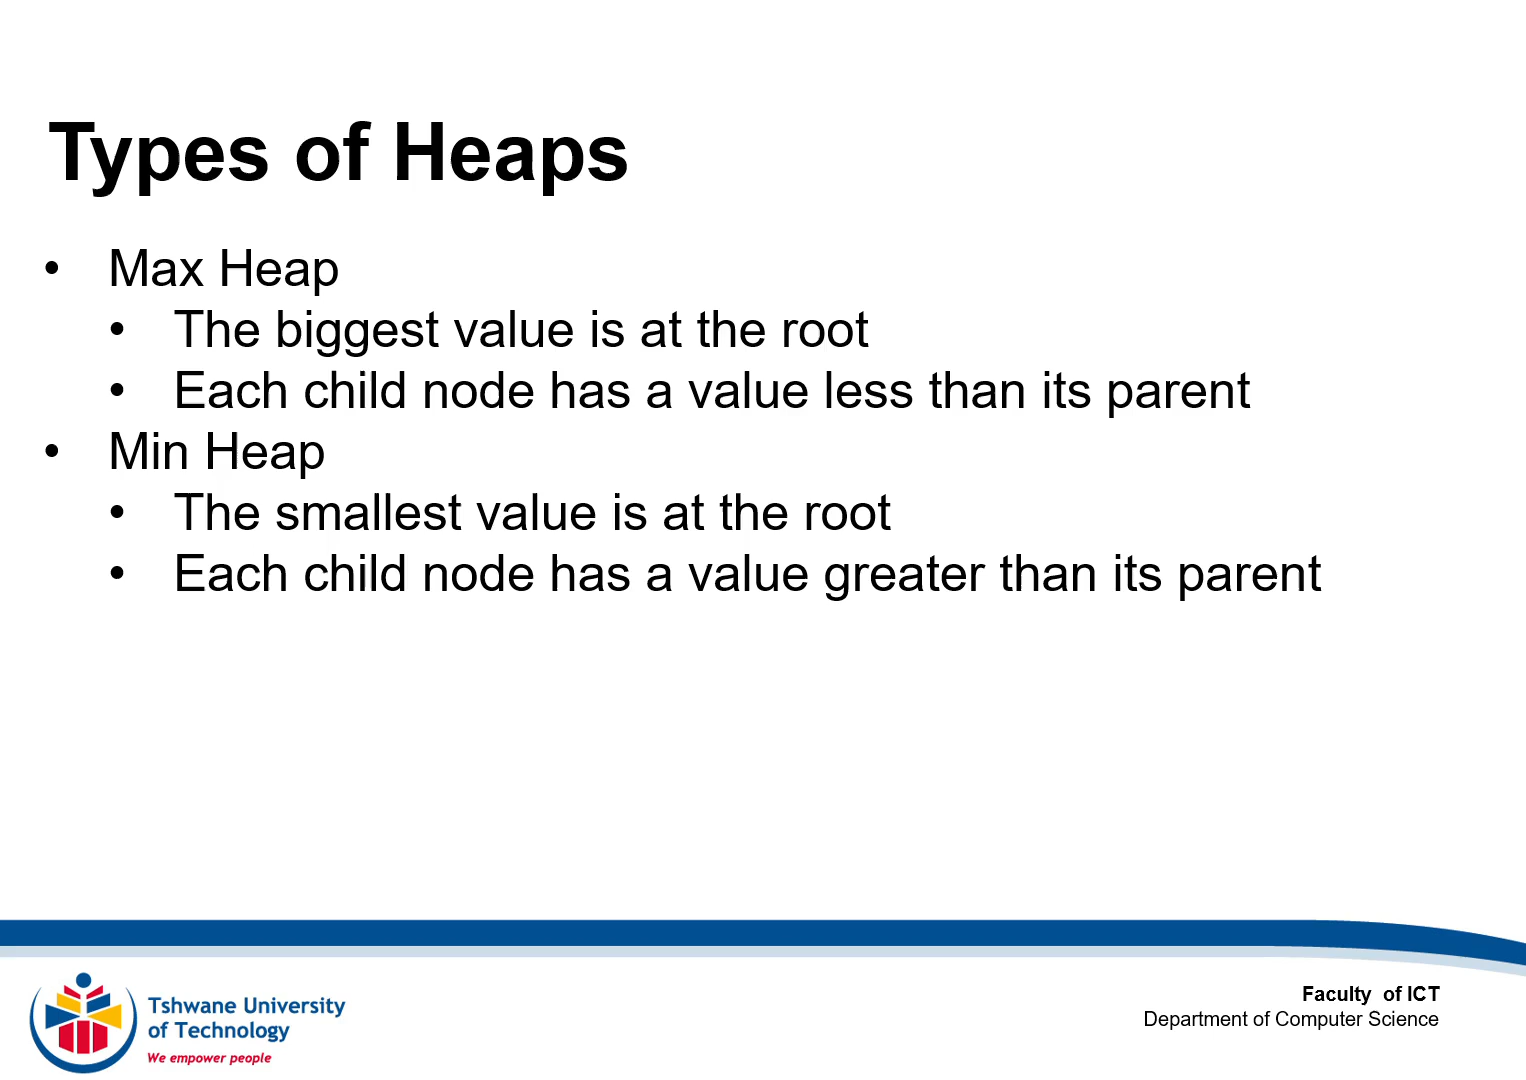 Types of Heaps
• Max Heap
• The biggest value is at the root
• Each child node has a value less than its parent
• Min Heap
• The smallest value is at the root
• Each child node has a value greater than its parent
Tshwane University
of Technology
We empower people
Faculty of ICT
Department of Computer Science